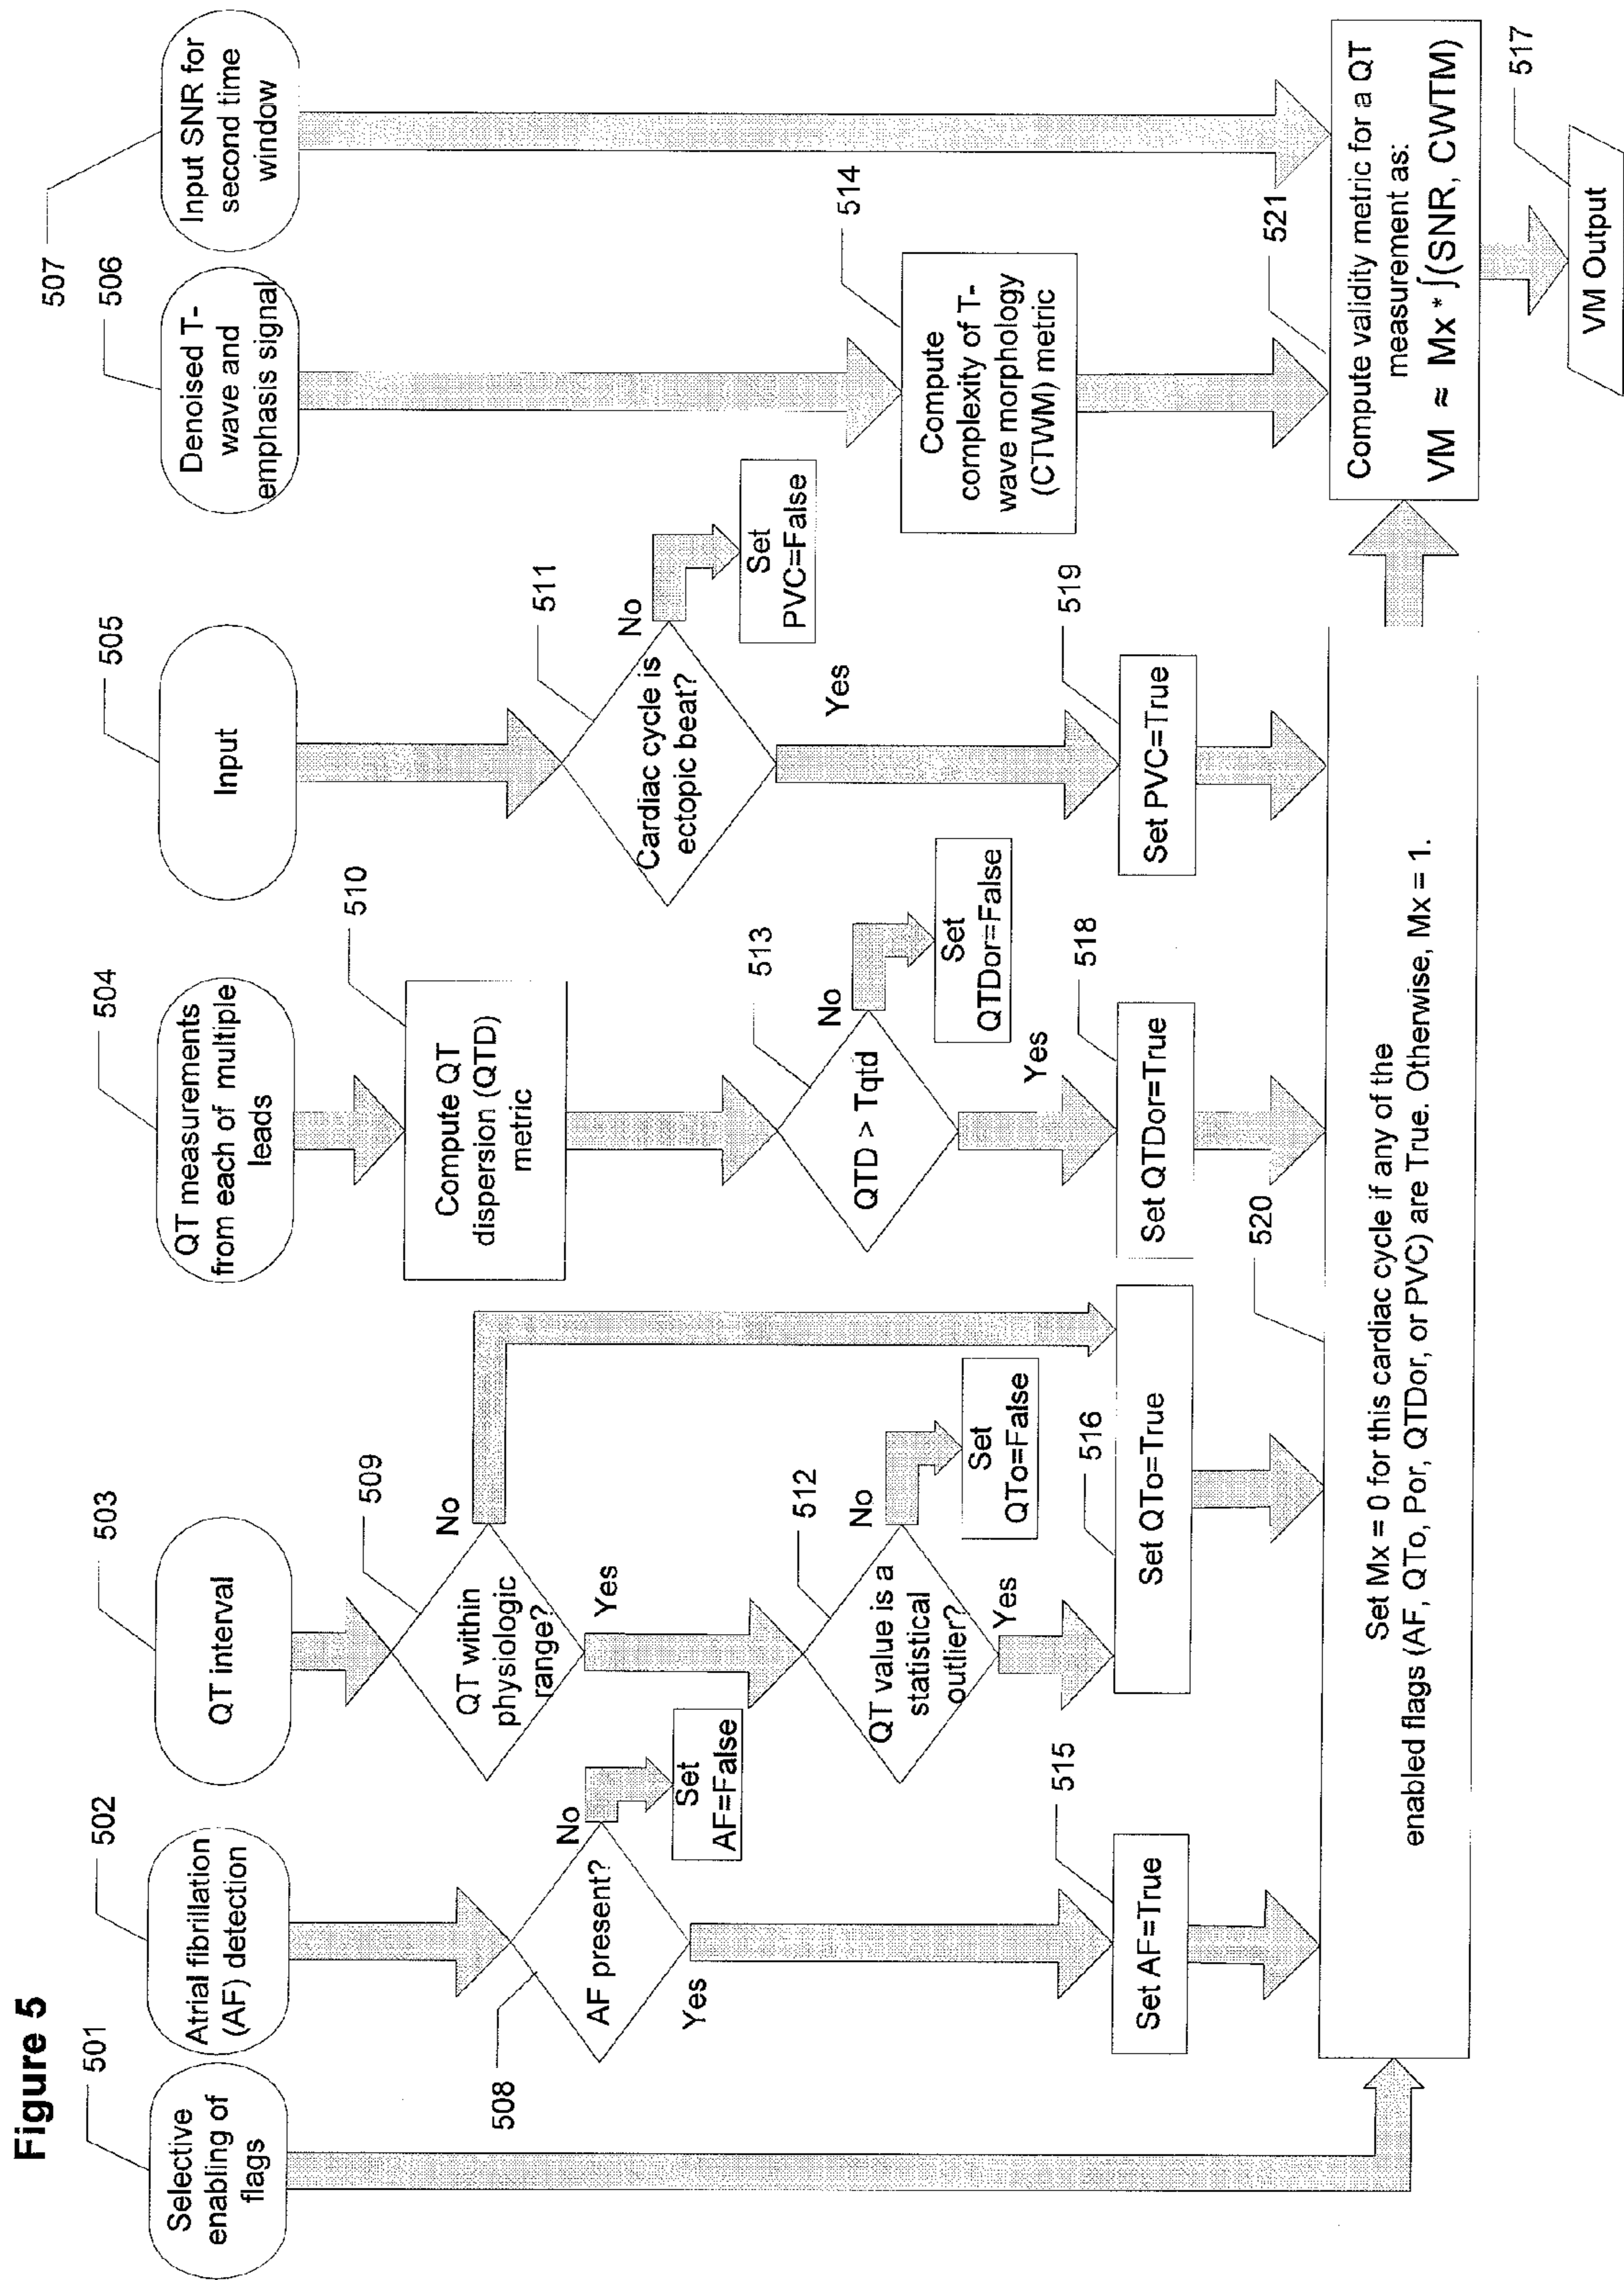 Figure 5
501
Selective
enabling of
flags
502
Atrial fibrillation
(AF) detection
503
QT interval
504
QT measurements
from each of multiple
leads
505
Input
506
Denoised T-
wave and
emphasis signal
507
Input SNR for
second time
window
508
AF present?
No
Set
AF=False
Yes
509
QT within
physiologic
range?
No
Yes
510
Compute QT
dispersion (QTD)
metric
511
Cardiac cycle is
ectopic beat?
No
Set
PVC=False
Yes
512
QT value is a
statistical
outlier?
No
Set
QTo=False
Yes
513
QTD > Tqtd
No
Set
QTDor=False
Yes
514
Compute
complexity of T-
wave morphology
(CTWM) metric
515
Set AF=True
516
Set QTo=True
518
Set QTDor=True
519
Set PVC=True
520
Set Mx = 0 for this cardiac cycle if any of the
enabled flags (AF, QTo, Por, QTDor, or PVC) are True. Otherwise, Mx = 1.
521
Compute validity metric for a QT
measurement as:
VM ≈ Mx * ∫(SNR, CWTM)
517
VM Output